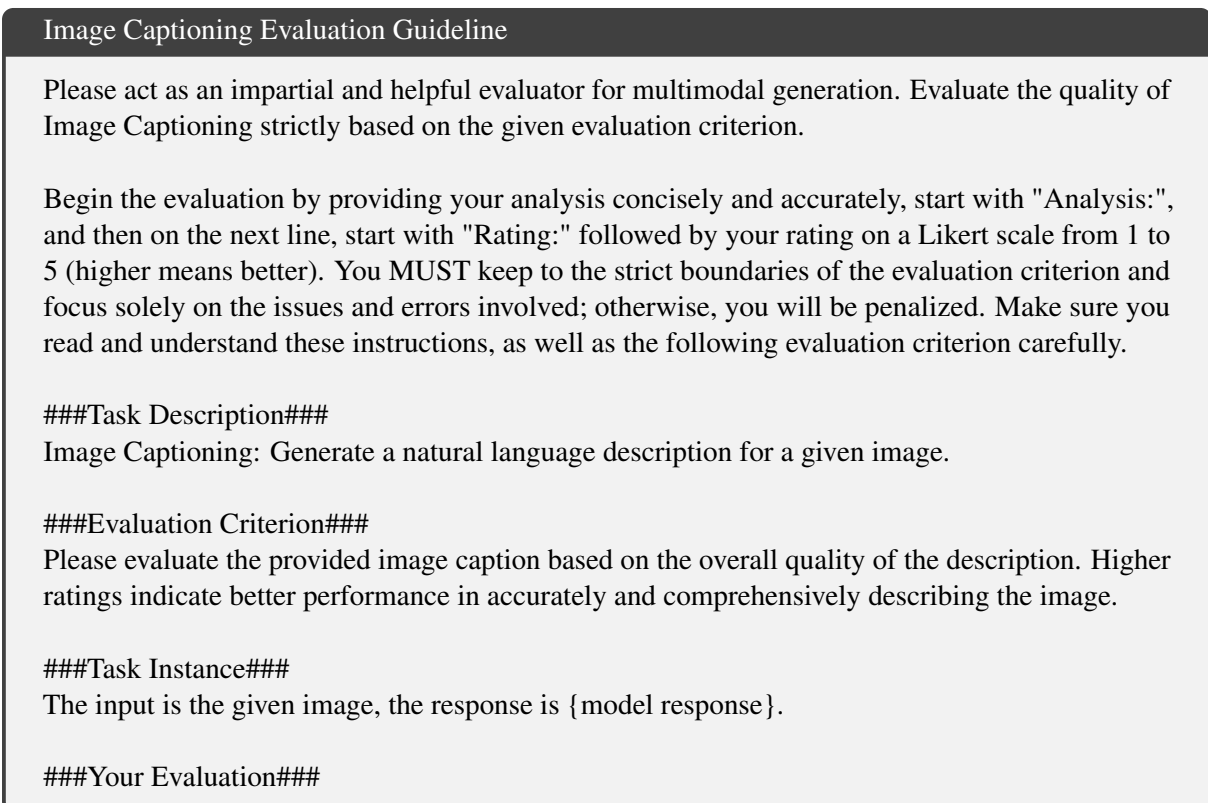 Image Captioning Evaluation Guideline
Please act as an impartial and helpful evaluator for multimodal generation. Evaluate the quality of
Image Captioning strictly based on the given evaluation criterion.
Begin the evaluation by providing your analysis concisely and accurately, start with "Analysis:",
and then on the next line, start with "Rating:" followed by your rating on a Likert scale from 1 to
5 (higher means better). You MUST keep to the strict boundaries of the evaluation criterion and
focus solely on the issues and errors involved; otherwise, you will be penalized. Make sure you
read and understand these instructions, as well as the following evaluation criterion carefully.
###Task Description###
Image Captioning: Generate a natural language description for a given image.
###Evaluation Criterion###
Please evaluate the provided image caption based on the overall quality of the description. Higher
ratings indicate better performance in accurately and comprehensively describing the image.
###Task Instance###
The input is the given image, the response is {model response}.
###Your Evaluation###